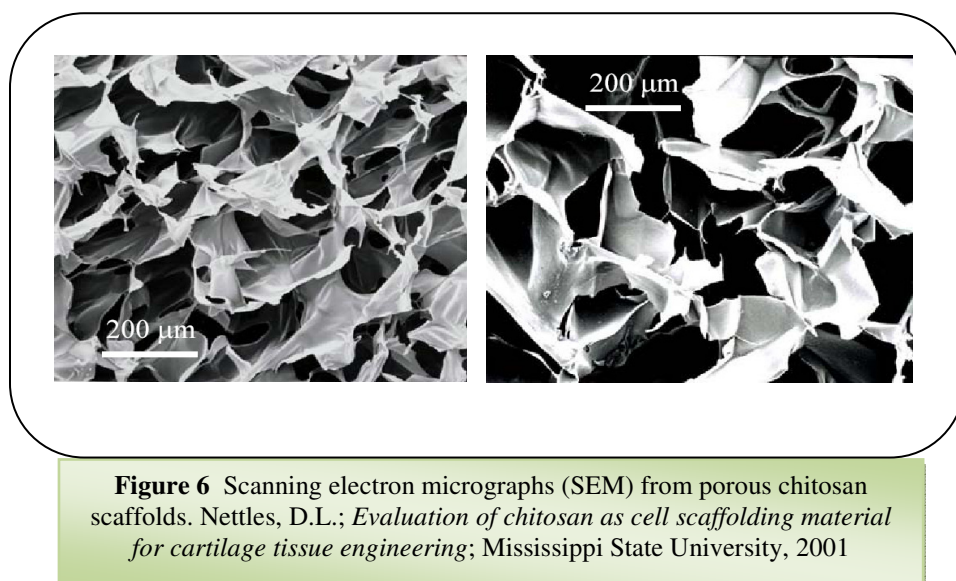 200 µm
200 µm
Figure 6 Scanning electron micrographs (SEM) from porous chitosan
scaffolds. Nettles, D.L.; Evaluation of chitosan as cell scaffolding material
for cartilage tissue engineering; Mississippi State University, 2001